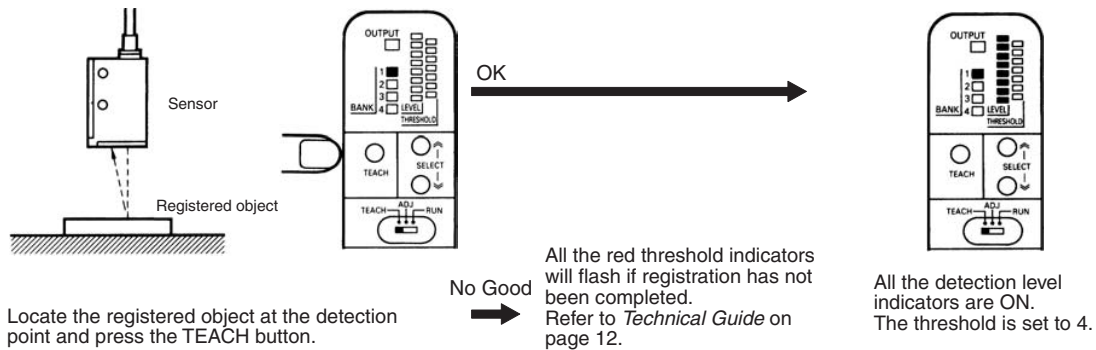 Sensor
Registered object
OUTPUT
1
2
3
BANK 4
LEVEL
THRESHOLD
TEACH
SELECT
TEACH ADJ RUN
OK
No Good
All the red threshold indicators
will flash if registration has not
been completed.
Refer to Technical Guide on
page 12.
Locate the registered object at the detection
point and press the TEACH button.
OUTPUT
1
2
3
BANK 4
LEVEL
THRESHOLD
TEACH
SELECT
TEACH ADJ RUN
All the detection level
indicators are ON.
The threshold is set to 4.